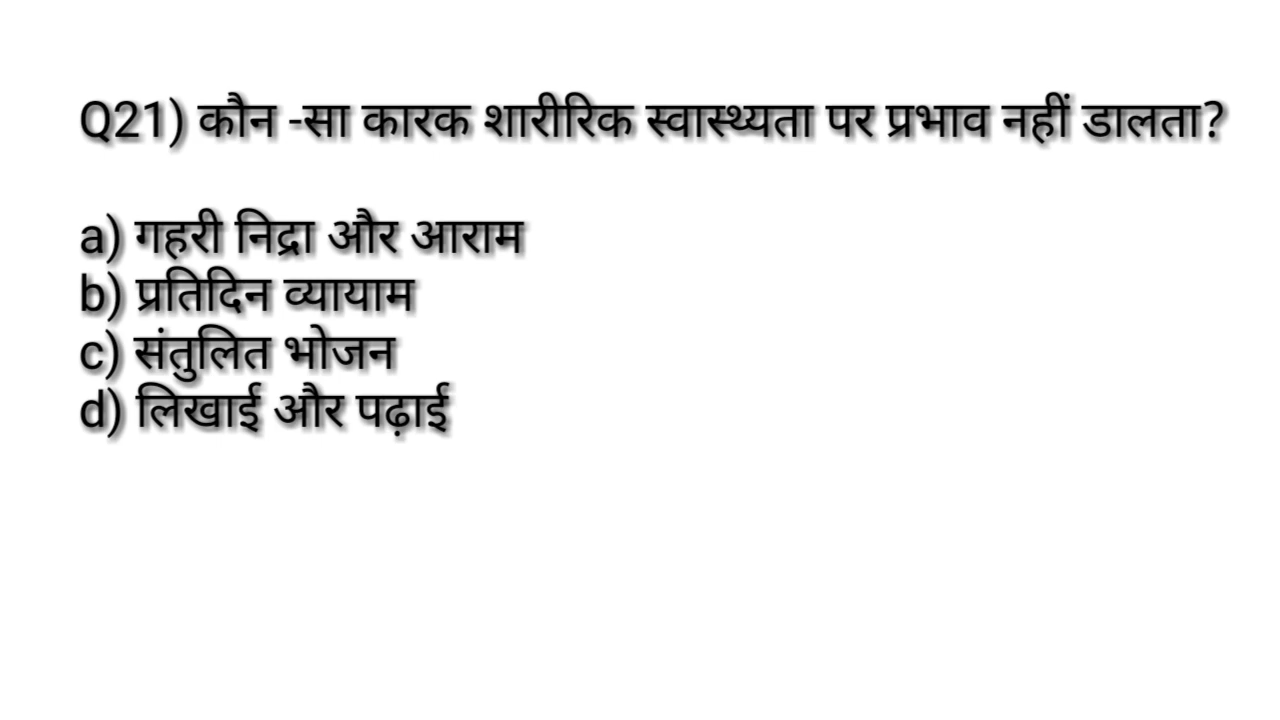 Q21) कौन -सा कारक शारीरिक स्वास्थ्यता पर प्रभाव नहीं डालता?
a) गहरी निद्रा और आराम
b) प्रतिदिन व्यायाम
c) संतुलित भोजन
d) लिखाई और पढ़ाई